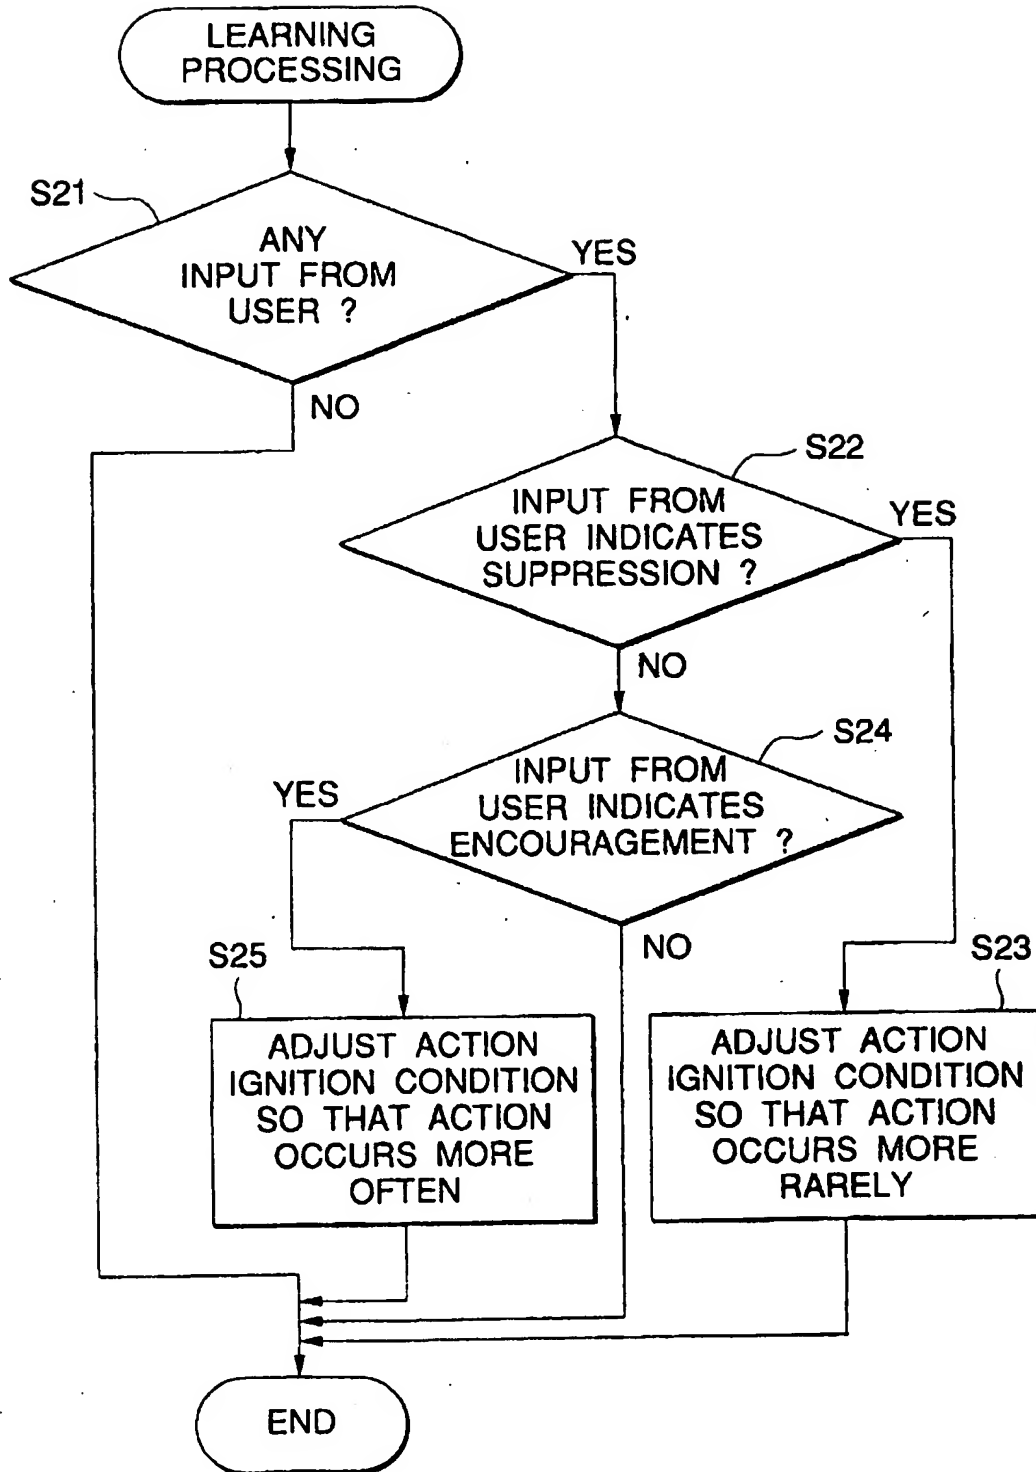 LEARNING
PROCESSING
S21
ANY
INPUT FROM
USER ?
YES
NO
S22
INPUT FROM
USER INDICATES
SUPPRESSION ?
YES
NO
S24
INPUT FROM
USER INDICATES
ENCOURAGEMENT ?
YES
NO
S25
ADJUST ACTION
IGNITION CONDITION
SO THAT ACTION
OCCURS MORE
OFTEN
S23
ADJUST ACTION
IGNITION CONDITION
SO THAT ACTION
OCCURS MORE
RARELY
END